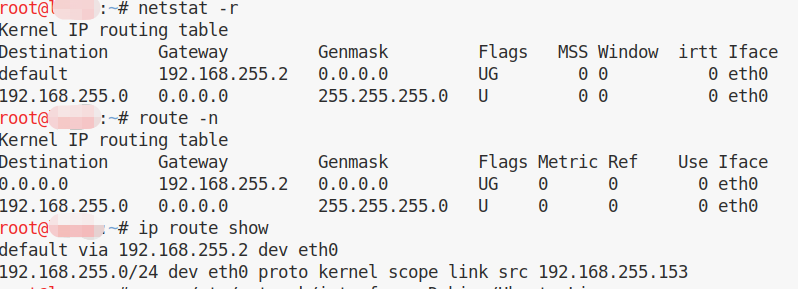 root@ :~# netstat -r
Kernel IP routing table
Destination Gateway Genmask Flags MSS Window irtt Iface
default 192.168.255.2 0.0.0.0 UG 0 0 0 eth0
192.168.255.0 0.0.0.0 255.255.255.0 U 0 0 0 eth0
root@ :~# route -n
Kernel IP routing table
Destination Gateway Genmask Flags Metric Ref Use Iface
0.0.0.0 192.168.255.2 0.0.0.0 UG 0 0 0 eth0
192.168.255.0 0.0.0.0 255.255.255.0 U 0 0 0 eth0
root@ :~# ip route show
default via 192.168.255.2 dev eth0
192.168.255.0/24 dev eth0 proto kernel scope link src 192.168.255.153